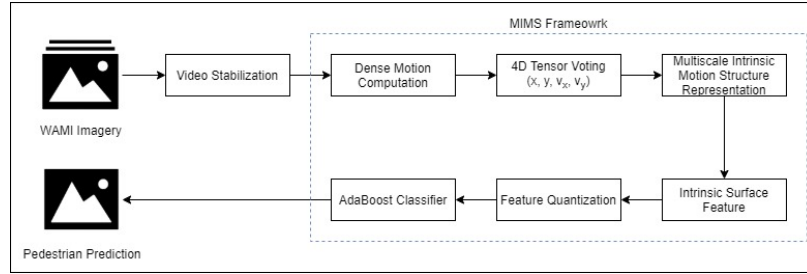 MIMS Frameowrk
WAMI Imagery
Video Stabilization
Dense Motion
Computation
4D Tensor Voting
(x, y, vx, vy)
Multiscale Intrinsic
Motion Structure
Representation
Intrinsic Surface
Feature
Feature Quantization
AdaBoost Classifier
Pedestrian Prediction